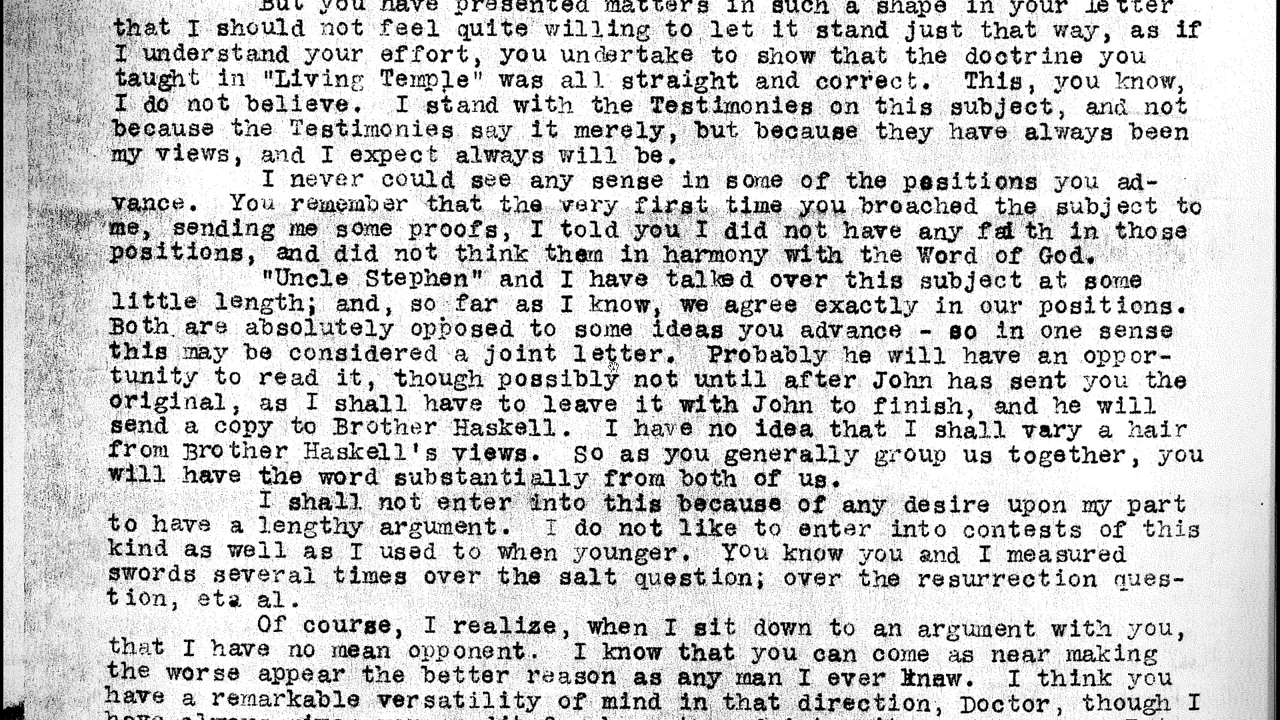 But you have presented matters in such a shape in your letter
that I should not feel quite willing to let it stand just that way, as if
I understand your effort, you undertake to show that the doctrine you
taught in "Living Temple" was all straight and correct. This, you know,
I do not believe. I stand with the Testimonies on this subject, and not
because the Testimonies say it merely, but because they have always been
my views, and I expect always will be.
I never could see any sense in some of the positions you ad-
vance. You remember that the very first time you broached the subject to
me, sending me some proofs, I told you I did not have any faith in those
positions, and did not think them in harmony with the Word of God.
"Uncle Stephen" and I have talked over this subject at some
little length; and, so far as I know, we agree exactly in our positions.
Both are absolutely opposed to some ideas you advance - so in one sense
this may be considered a joint letter. Probably he will have an oppor-
tunity to read it, though possibly not until after John has sent you the
original, as I shall have to leave it with John to finish, and he will
send a copy to Brother Haskell. I have no idea that I shall vary a hair
from Brother Haskell's views. So as you generally group us together, you
will have the word substantially from both of us.
I shall not enter into this because of any desire upon my part
to have a lengthy argument. I do not like to enter into contests of this
kind as well as I used to when younger. You know you and I measured
swords several times over the salt question; over the resurrection ques-
tion, eta al.
Of course, I realize, when I sit down to an argument with you,
that I have no mean opponent. I know that you can come as near making
the worse appear the better reason as any man I ever knew. I think you
have a remarkable versatility of mind in that direction, Doctor, though I
have always